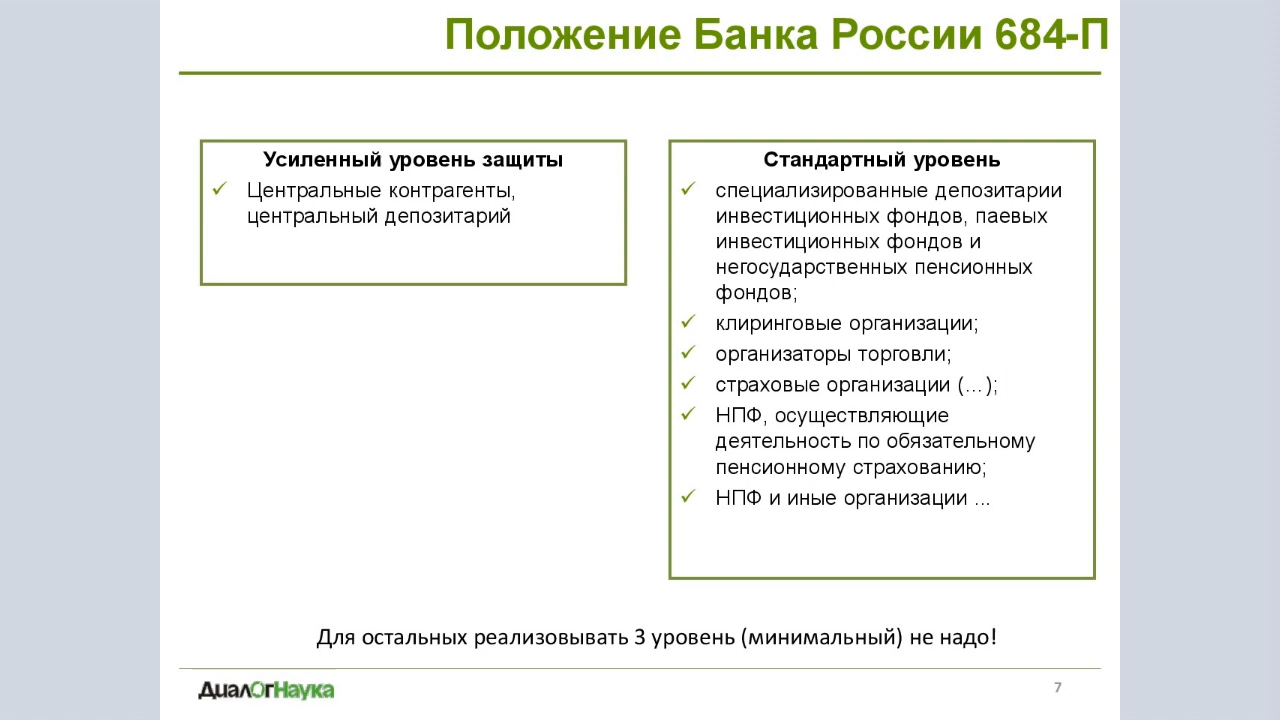 Положение Банка России 684-П
Усиленный уровень защиты
✓ Центральные контрагенты,
центральный депозитарий
Стандартный уровень
✓ специализированные депозитарии
инвестиционных фондов, паевых
инвестиционных фондов и
негосударственных пенсионных
фондов;
✓ клиринговые организации;
✓ организаторы торговли;
✓ страховые организации (…);
✓ НПФ, осуществляющие
деятельность по обязательному
пенсионному страхованию;
✓ НПФ и иные организации ...
Для остальных реализовывать 3 уровень (минимальный) не надо!
ДиалОгНаука
7